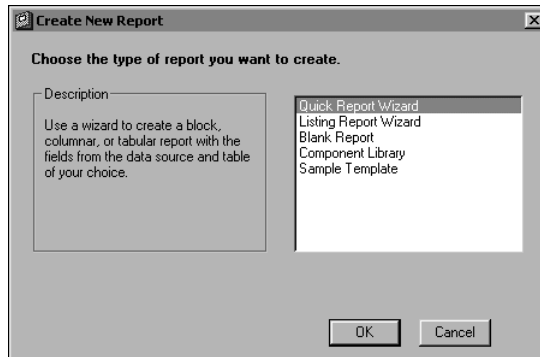 Create New Report
Choose the type of report you want to create.
Description
Use a wizard to create a block,
columnar, or tabular report with the
fields from the data source and table
of your choice.
Quick Report Wizard
Listing Report Wizard
Blank Report
Component Library
Sample Template
OK
Cancel